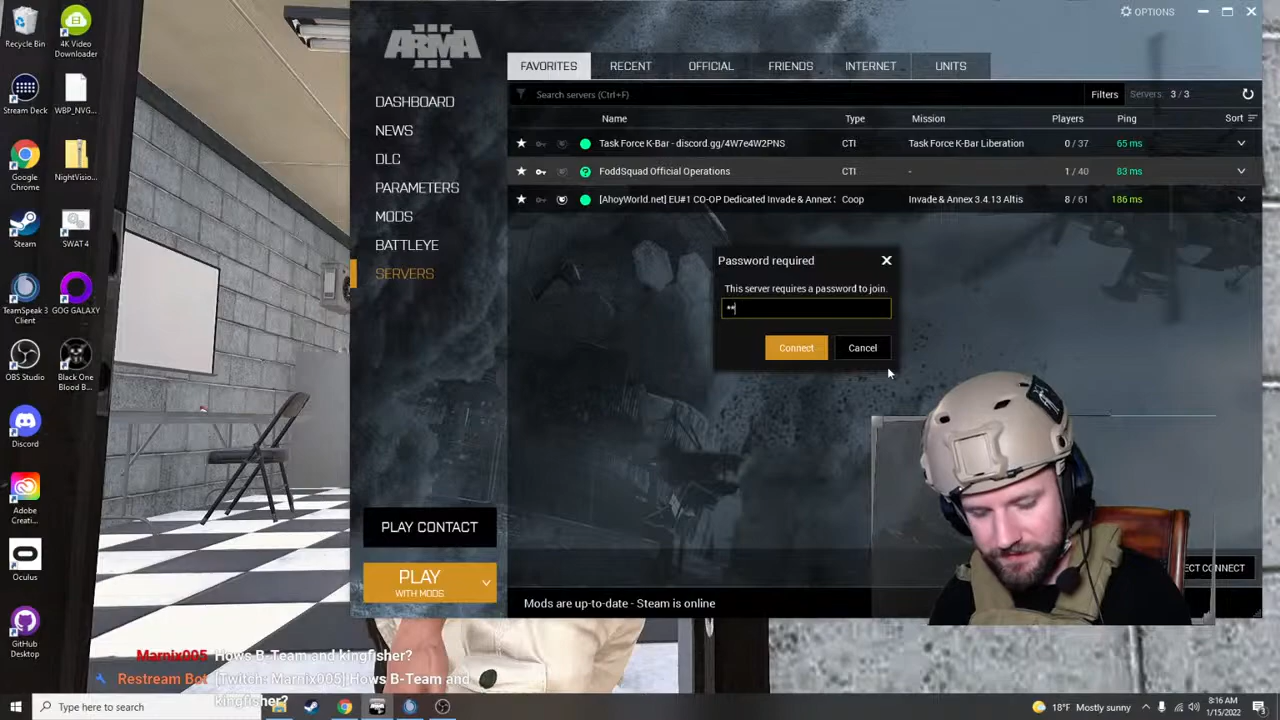 Recycle Bin
4K Video
Downloader
Stream Deck
WBP_NVG...
Google
Chrome
NightVisio...
Steam
SWAT 4
TeamSpeak 3
Client
GOG GALAXY
OBS Studio
Black One
Blood B...
Discord
Adobe
Creati...
Oculus
GitHub
Desktop
OPTIONS
ARMA
III
DASHBOARD
NEWS
DLC
PARAMETERS
MODS
BATTLEYE
SERVERS
PLAY CONTACT
PLAY
WITH MODS
FAVORITES RECENT OFFICIAL FRIENDS INTERNET UNITS
Search servers (Ctrl+F) Filters Servers: 3 / 3
Name Type Mission Players Ping Sort
Task Force K-Bar - discord.gg/4W7e4W2PNS CTI Task Force K-Bar Liberation 0 / 37 65 ms
FoddSquad Official Operations CTI - 1 / 40 83 ms
[AhoyWorld.net] EU#1 CO-OP Dedicated Invade & Annex : Coop Invade & Annex 3.4.13 Altis 8 / 61 186 ms
Password required
This server requires a password to join.
**
Connect Cancel
ECT CONNECT
Mods are up-to-date - Steam is online
Marnix005 Hows B-Team and kingfisher?
Restream Bot [Twitch: Marnix005] Hows B-Team and
kingfisher?
Type here to search
18°F Mostly sunny
8:16 AM
1/15/2022
3